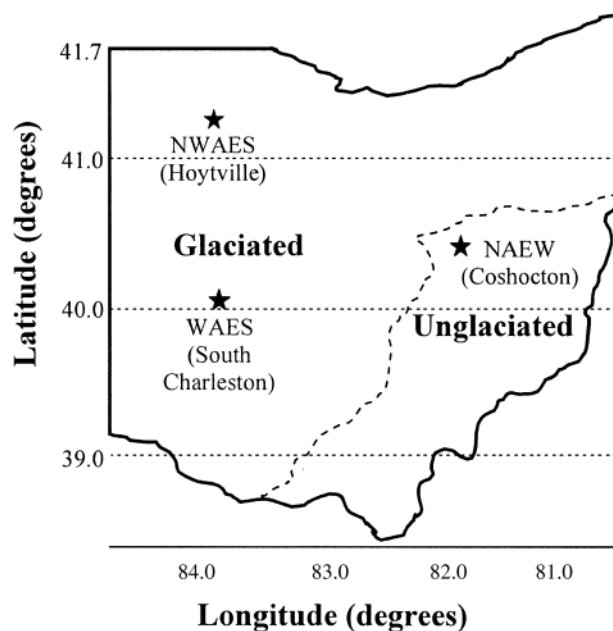 41.7
NWAES
(Hoytville)
41.0
Glaciated
NAEW
(Coshocton)
40.0
WAES
(South
Charleston)
Unglaciated
39.0
84.0 83.0 82.0 81.0
Longitude (degrees)
Latitude (degrees)